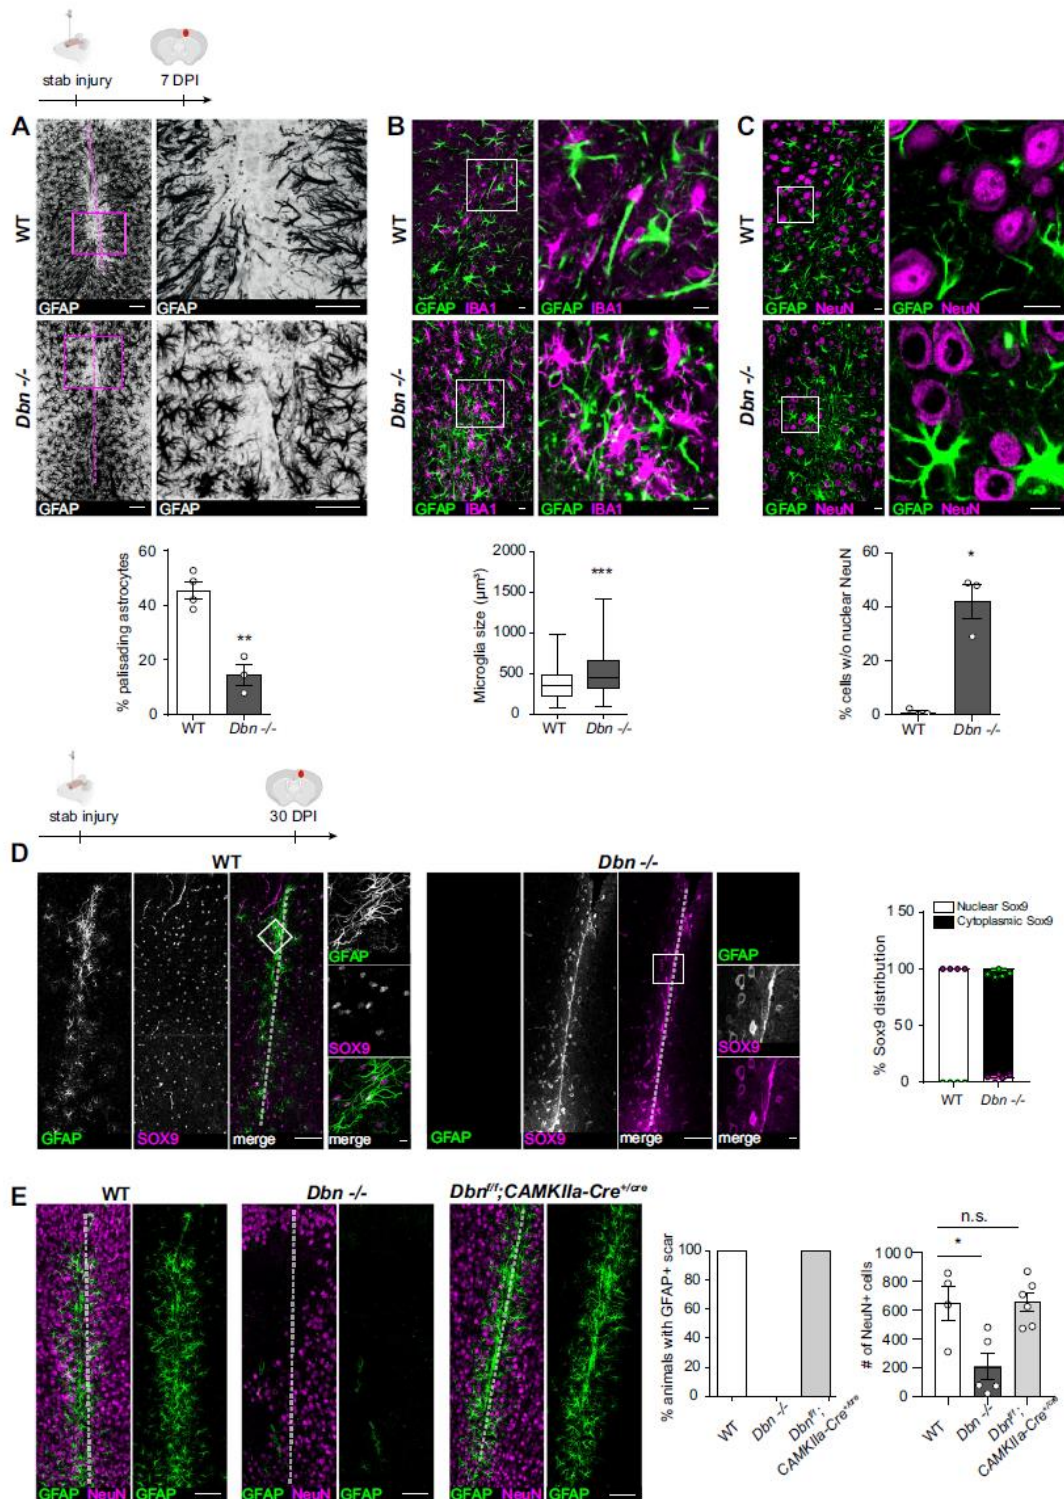 stab injury 7 DPI
A B C
WT WT WT
GFAP GFAP GFAP IBA1 GFAP IBA1 GFAP NeuN GFAP NeuN
Dbn -/- Dbn -/- Dbn -/-
GFAP GFAP GFAP IBA1 GFAP IBA1 GFAP NeuN GFAP NeuN
% palisading astrocytes
60
40
20
0
**
WT Dbn -/-
Microglia size (µm³)
2000
1500
1000
500
0
***
WT Dbn -/-
% cells w/o nuclear NeuN
60
40
20
0
*
WT Dbn -/-
stab injury 30 DPI
D
WT Dbn -/-
GFAP SOX9 merge
GFAP
SOX9
merge
GFAP SOX9 merge
GFAP
SOX9
merge
% Sox9 distribution
150
100
50
0
Nuclear Sox9
Cytoplasmic Sox9
WT Dbn -/-
E
WT Dbn -/- Dbnf/f;CAMKIIa-Cre+/cre
GFAP NeuN GFAP GFAP NeuN GFAP GFAP NeuN GFAP
% animals with GFAP+ scar
100
80
60
40
20
0
WT
Dbn -/-
Dbnf/f;
CAMKIIa-Cre+/cre
# of NeuN+ cells
1000
800
600
400
200
0
n.s.
*
WT
Dbn -/-
Dbnf/f;
CAMKIIa-Cre+/cre